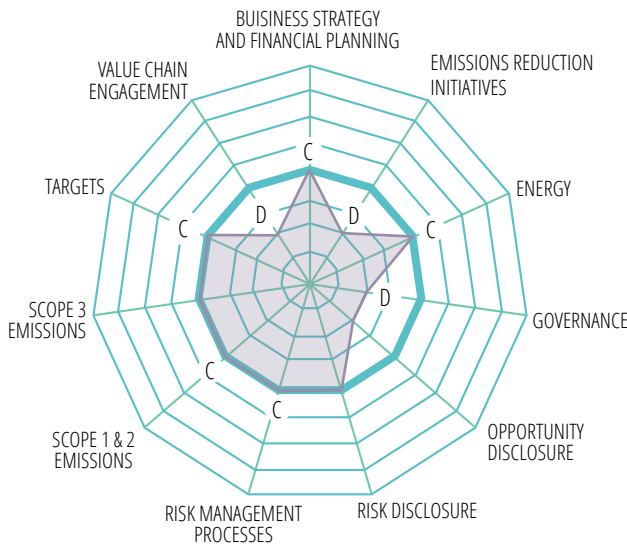 BUISINESS STRATEGY
AND FINANCIAL PLANNING
EMISSIONS REDUCTION
INITIATIVES
VALUE CHAIN
ENGAGEMENT
C
TARGETS
D
D
ENERGY
C
C
D
SCOPE 3
EMISSIONS
GOVERNANCE
C
C
SCOPE 1 & 2
EMISSIONS
OPPORTUNITY
DISCLOSURE
RISK MANAGEMENT
PROCESSES
RISK DISCLOSURE